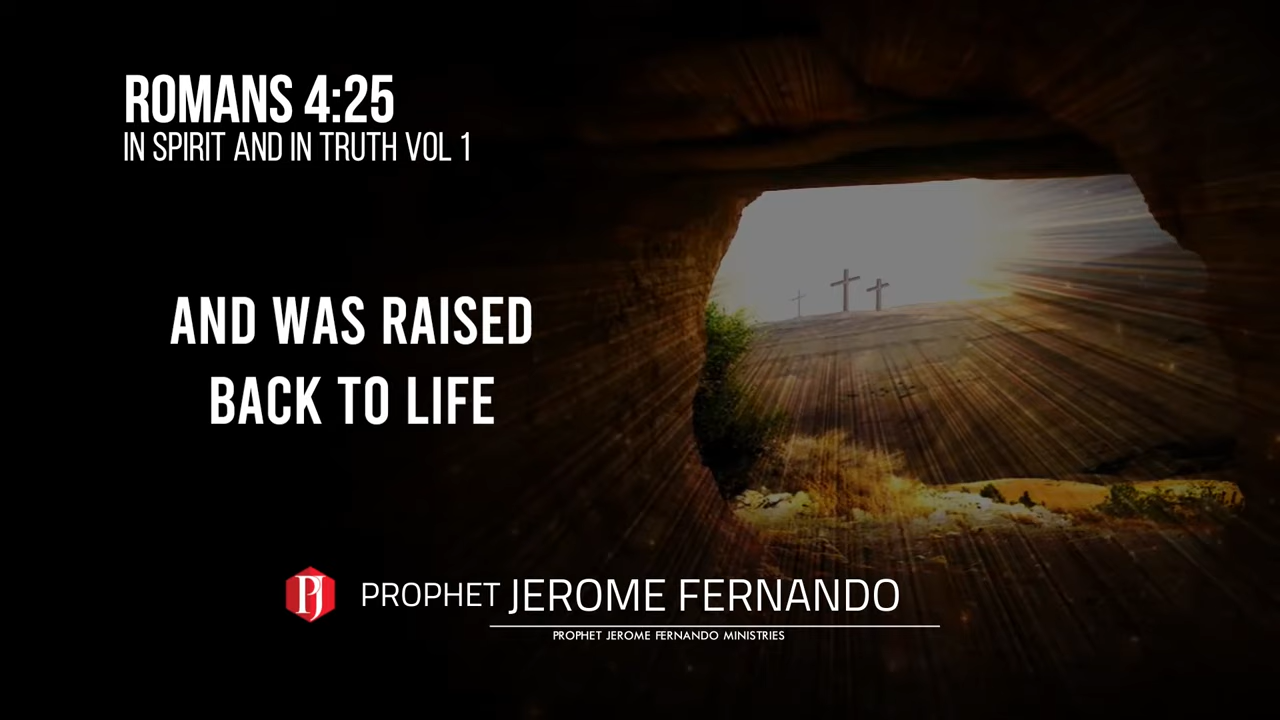 ROMANS 4:25
IN SPIRIT AND IN TRUTH VOL 1
AND WAS RAISED
BACK TO LIFE
PJ PROPHET JEROME FERNANDO
PROPHET JEROME FERNANDO MINISTRIES